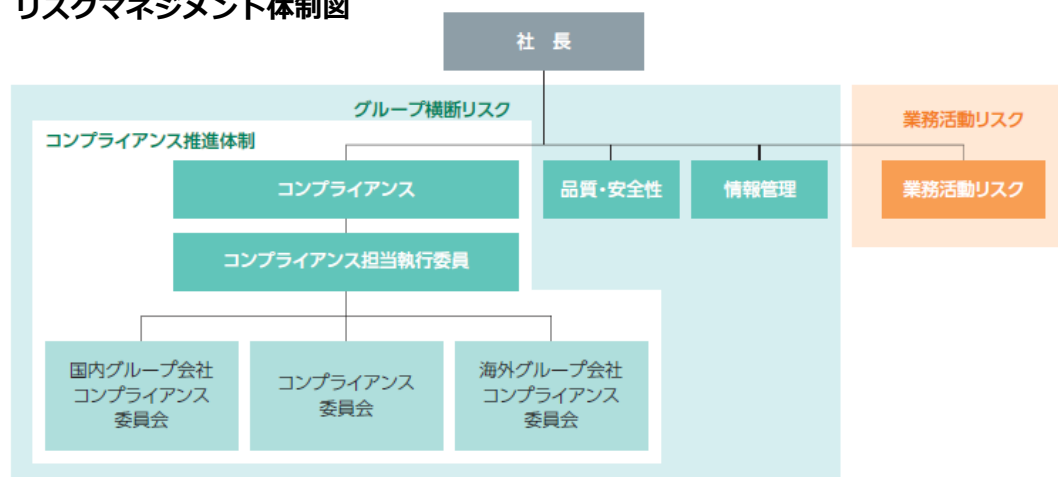 リスクマネジメント体制図
社 長
グループ横断リスク
業務活動リスク
コンプライアンス推進体制
コンプライアンス
品質・安全性
情報管理
業務活動リスク
コンプライアンス担当執行委員
国内グループ会社
コンプライアンス
委員会
コンプライアンス
委員会
海外グループ会社
コンプライアンス
委員会